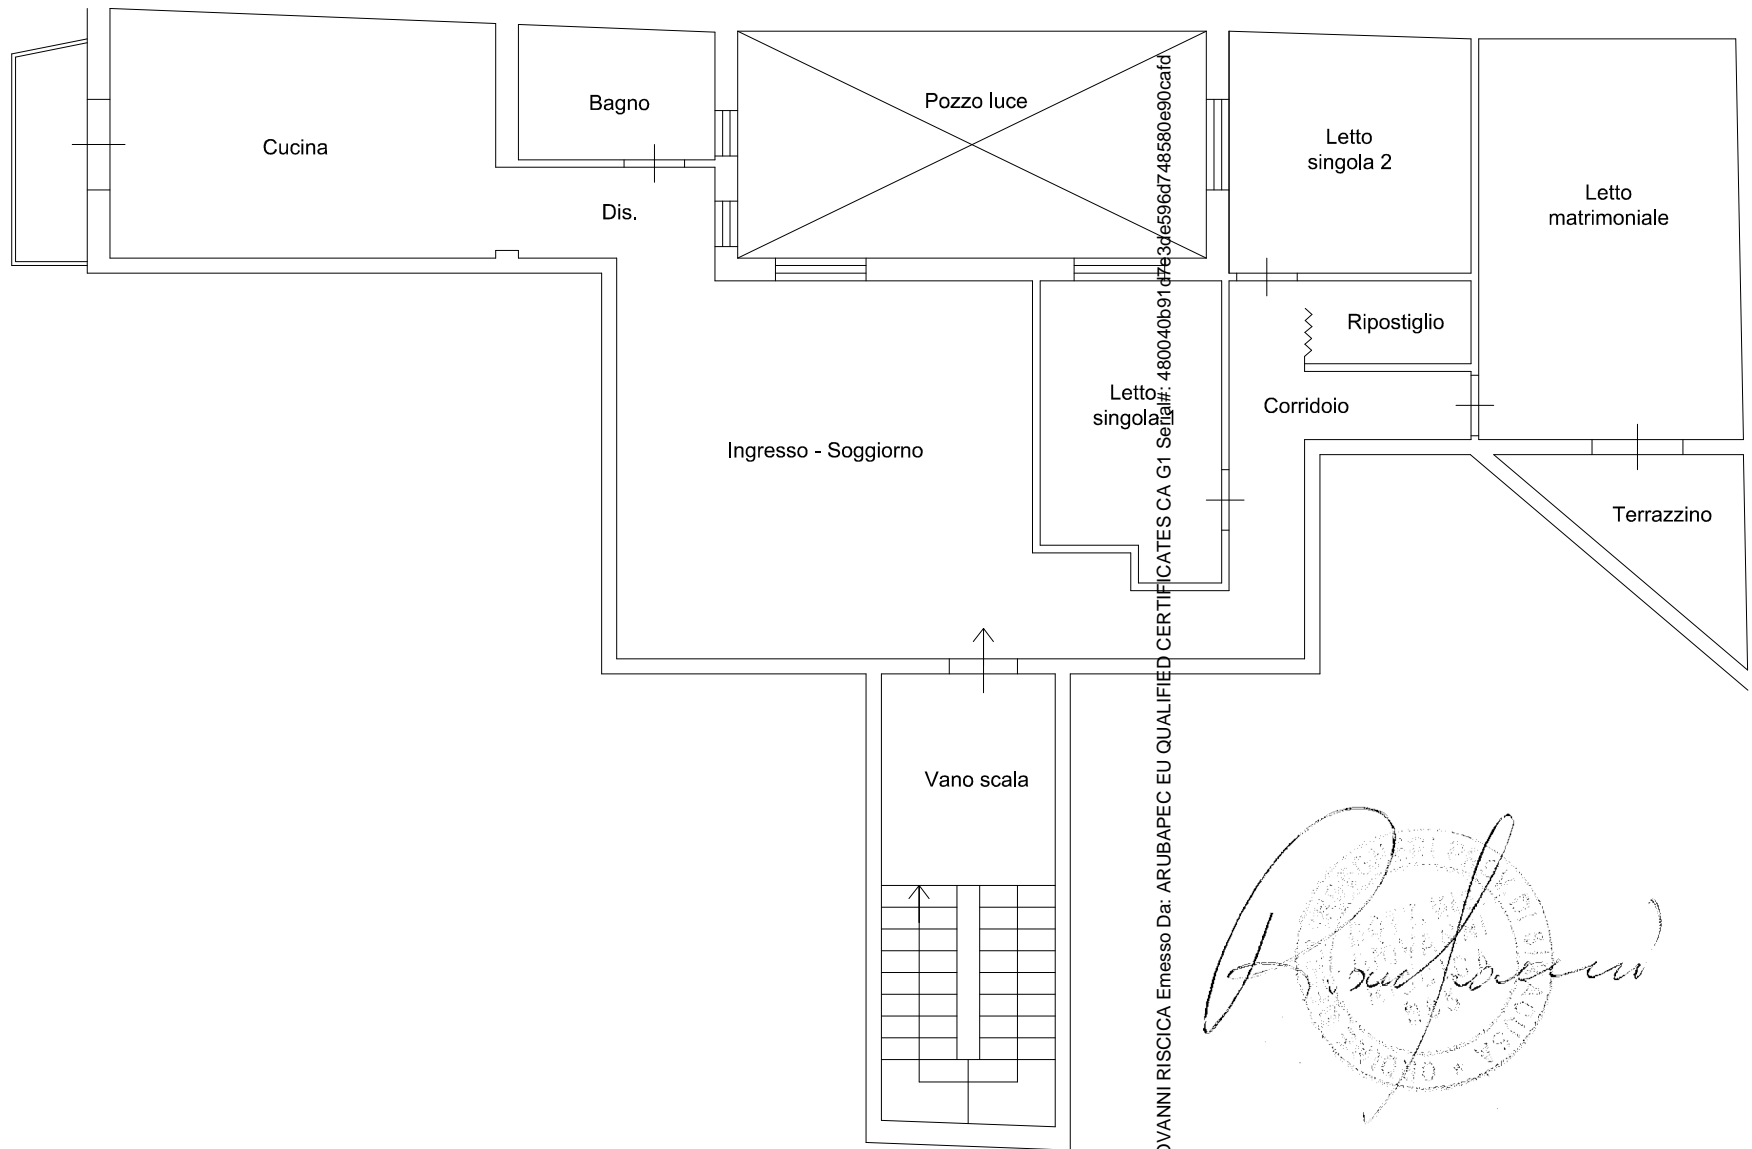 Cucina
Bagno
Pozzo luce
Letto
singola 2
Letto
matrimoniale
Dis.
Ripostiglio
Letto
singola 1
Corridoio
Ingresso - Soggiorno
Terrazzino
Vano scala
OVANNI RISCICA Emesso Da: ARUBAPEC EU QUALIFIED CERTIFICATES CA G1 Serial#: 480040b91d7e3de596d748580e90cafd